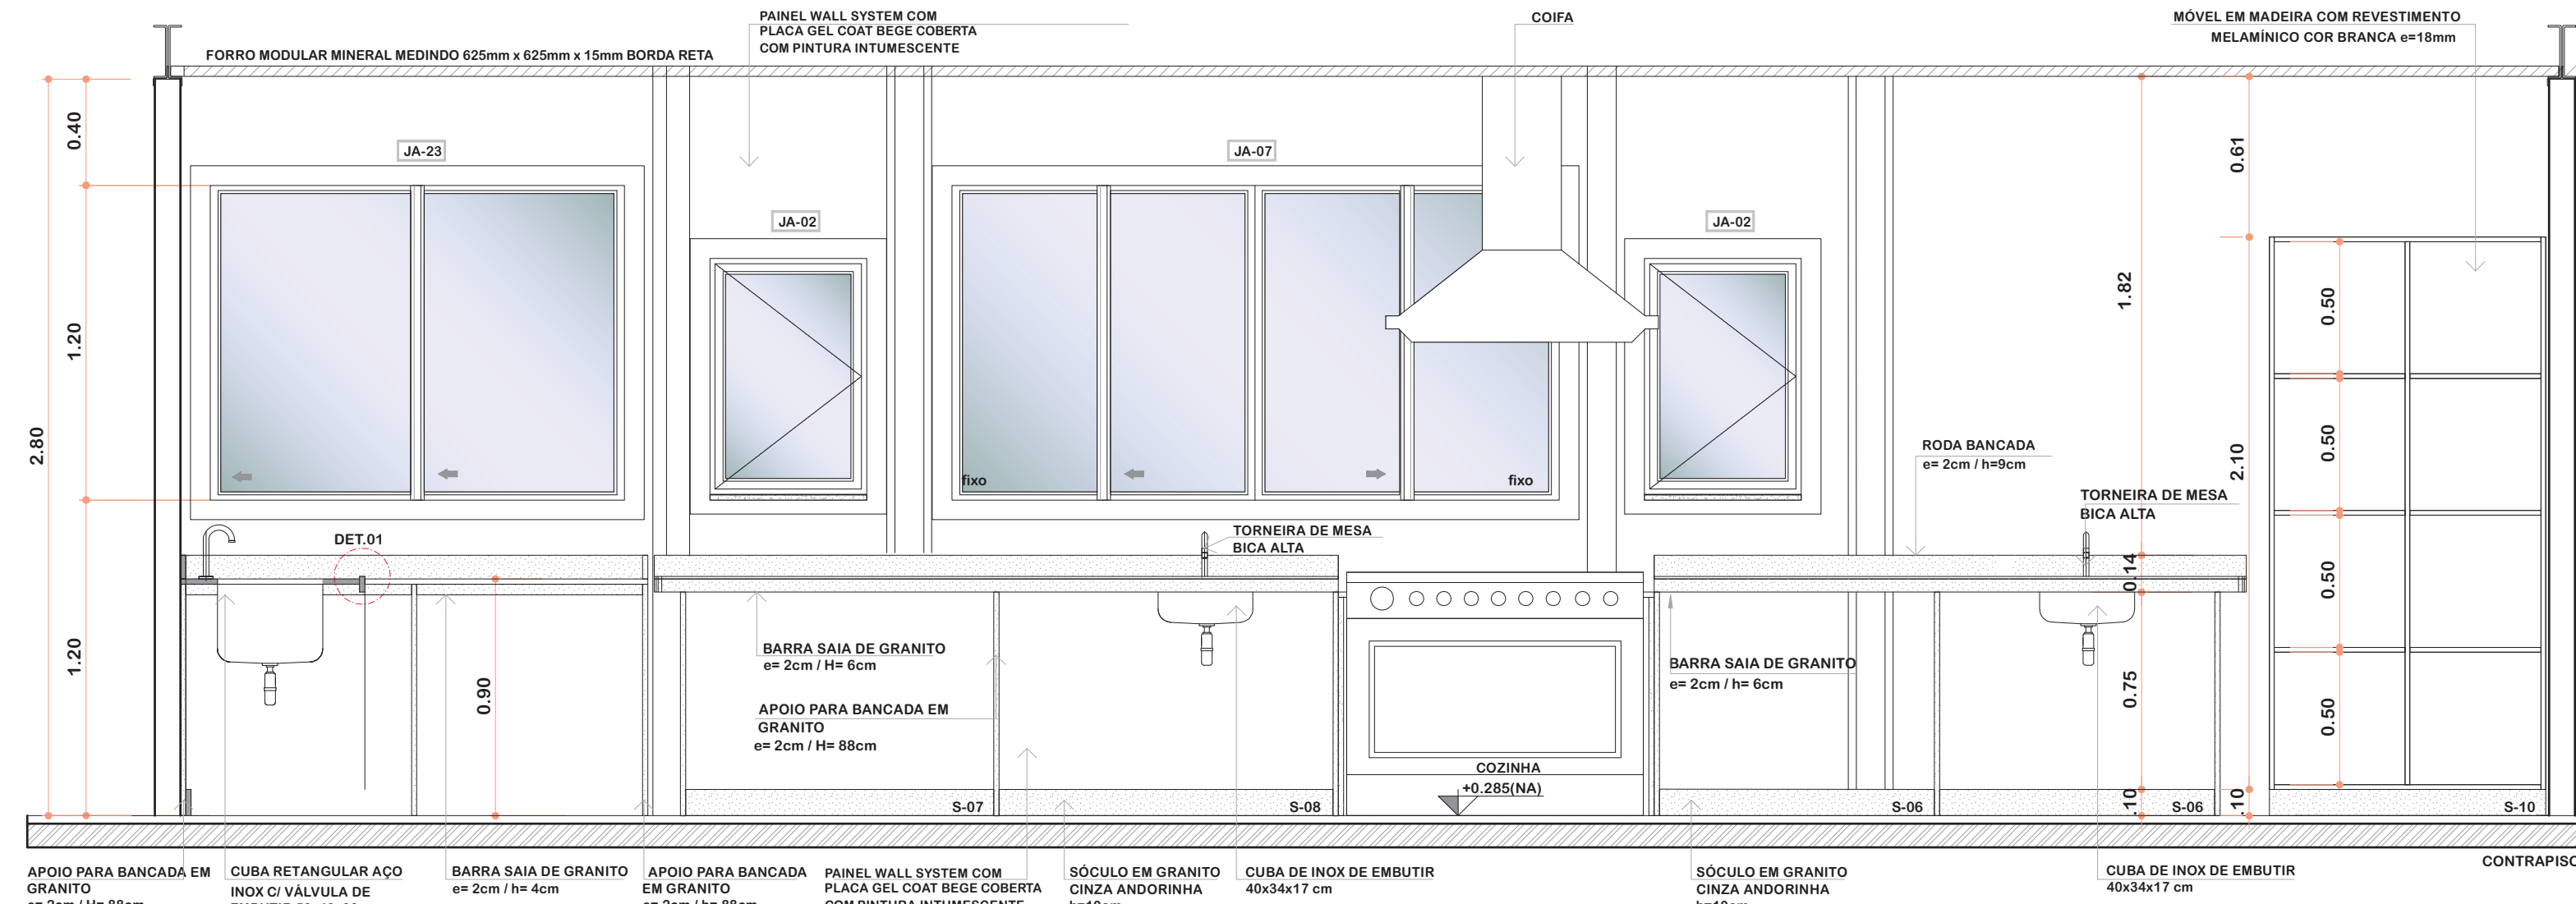 PAINEL WALL SYSTEM COM
PLACA GEL COAT BEGE COBERTA
COM PINTURA INTUMESCENTE
COIFA
MÓVEL EM MADEIRA COM REVESTIMENTO
MELAMÍNICO COR BRANCA e=18mm
FORRO MODULAR MINERAL MEDINDO 625mm x 625mm x 15mm BORDA RETA
0.40
JA-23
JA-07
0.61
JA-02
JA-02
1.20
1.82
0.50
2.80
fixo
fixo
RODA BANCADA
e= 2cm / h=9cm
2.10
0.50
TORNEIRA DE MESA
BICA ALTA
DET.01
TORNEIRA DE MESA
BICA ALTA
0.14
0.50
1.20
0.90
BARRA SAIA DE GRANITO
e= 2cm / H= 6cm
BARRA SAIA DE GRANITO
e= 2cm / h= 6cm
0.75
0.50
APOIO PARA BANCADA EM
GRANITO
e= 2cm / H= 88cm
COZINHA
+0.285(NA)
S-07
S-08
S-06
.10
S-06
.10
S-10
CONTRAPISO
APOIO PARA BANCADA EM
GRANITO
e= 2cm / H= 88cm
CUBA RETANGULAR AÇO
INOX C/ VÁLVULA DE
BARRA SAIA DE GRANITO
e= 2cm / h= 4cm
APOIO PARA BANCADA
EM GRANITO
e= 2cm / h= 88cm
PAINEL WALL SYSTEM COM
PLACA GEL COAT BEGE COBERTA
COM PINTURA INTUMESCENTE
SÓCULO EM GRANITO
CINZA ANDORINHA
h=10cm
CUBA DE INOX DE EMBUTIR
40x34x17 cm
SÓCULO EM GRANITO
CINZA ANDORINHA
h=10cm
CUBA DE INOX DE EMBUTIR
40x34x17 cm